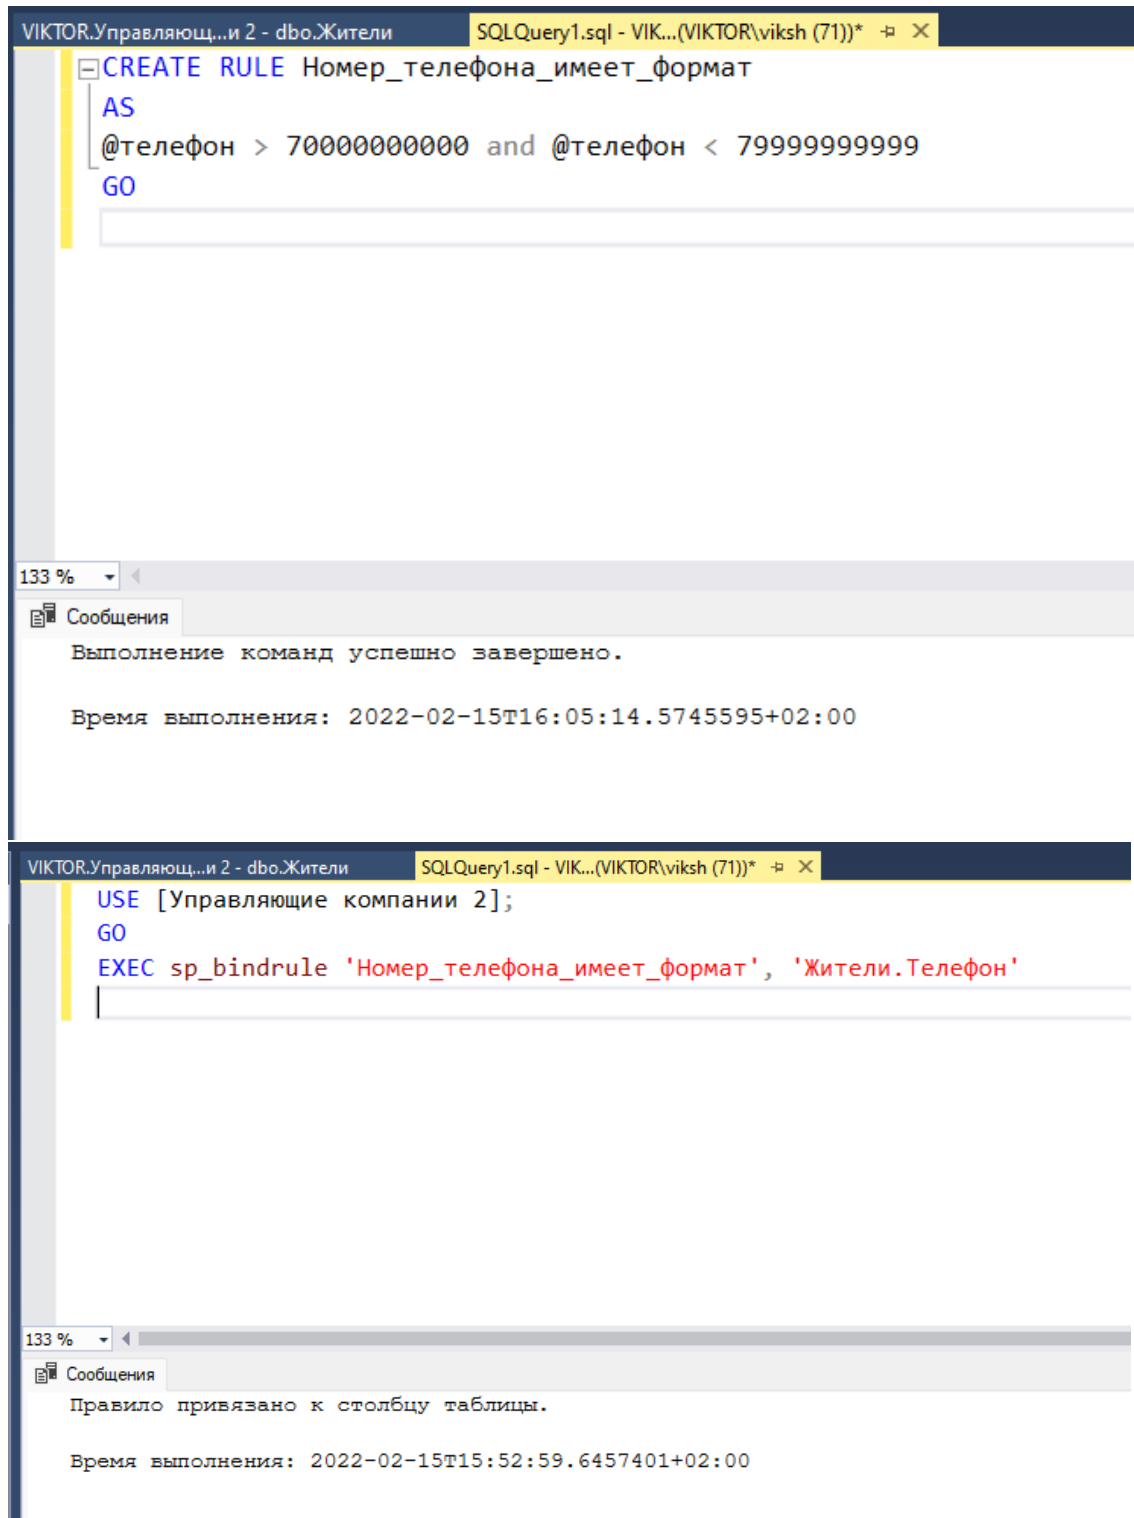 VIKTOR.Управляющ...и 2 - dbo.Жители SQLQuery1.sql - VIK...(VIKTOR\viksh (71))*
CREATE RULE Номер_телефона_имеет_формат
AS
@телефон > 70000000000 and @телефон < 79999999999
GO
133 %
Сообщения
Выполнение команд успешно завершено.
Время выполнения: 2022-02-15T16:05:14.5745595+02:00
VIKTOR.Управляющ...и 2 - dbo.Жители SQLQuery1.sql - VIK...(VIKTOR\viksh (71))*
USE [Управляющие компании 2];
GO
EXEC sp_bindrule 'Номер_телефона_имеет_формат', 'Жители.Телефон'
133 %
Сообщения
Правило привязано к столбцу таблицы.
Время выполнения: 2022-02-15T15:52:59.6457401+02:00